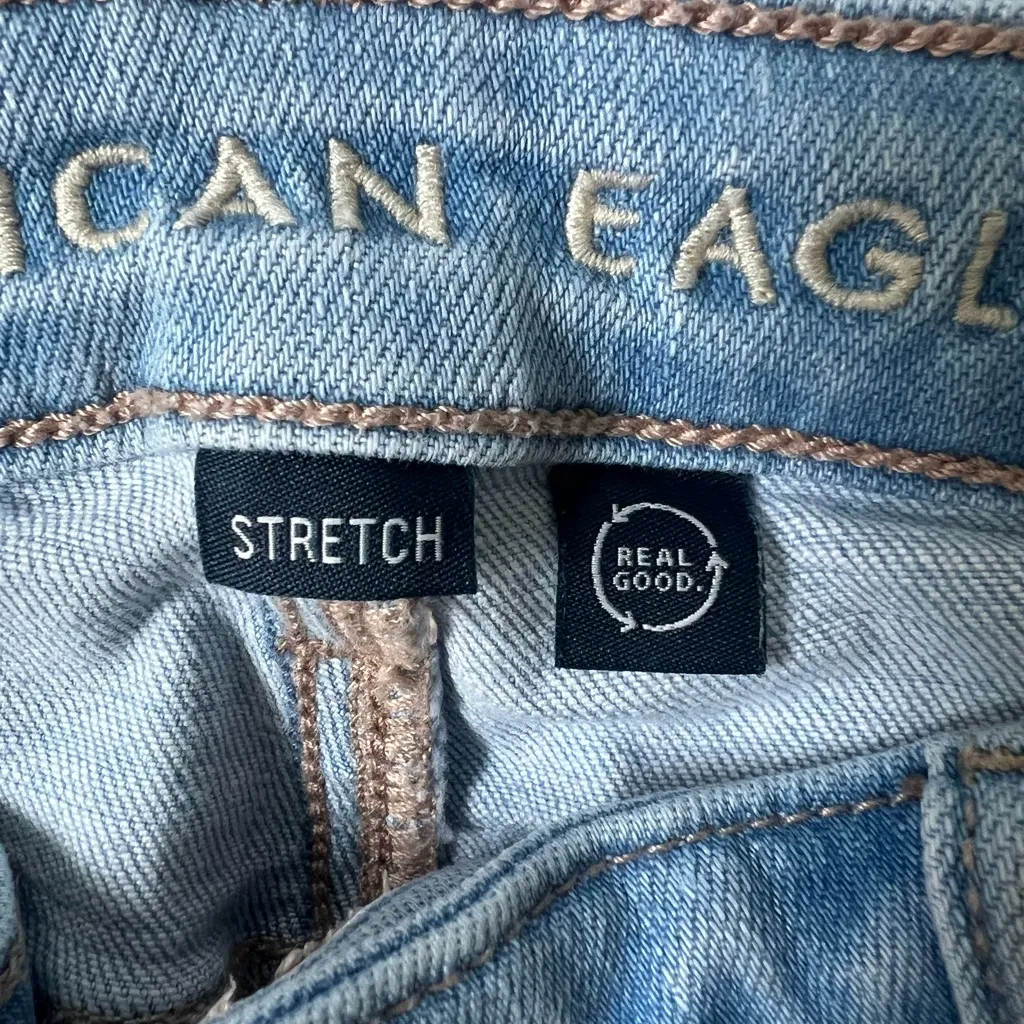 ICAN EAGL
STRETCH
REAL
GOOD.